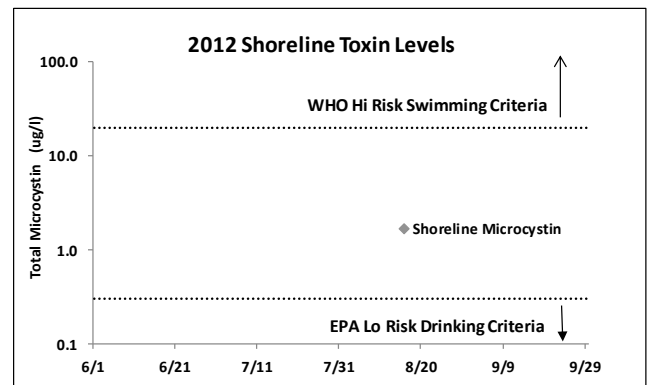 2012 Shoreline Toxin Levels
Total Microcystin (ug/l)
100.0
WHO Hi Risk Swimming Criteria
10.0
Shoreline Microcystin
1.0
EPA Lo Risk Drinking Criteria
0.1
6/1 6/21 7/11 7/31 8/20 9/9 9/29